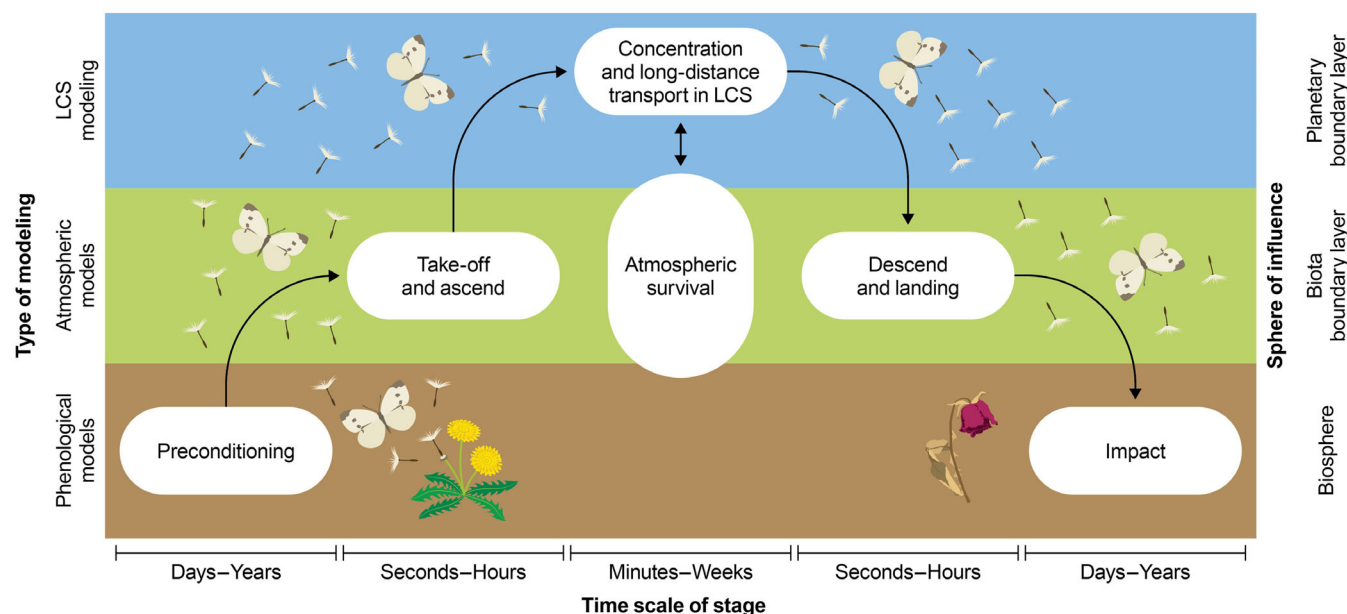 Type of modeling
LCS
modeling
Atmospheric
models
Phenological
models
Concentration
and long-distance
transport in LCS
Take-off
and ascend
Atmospheric
survival
Descend
and landing
Preconditioning
Impact
Planetary
boundary layer
Biota
boundary layer
Biosphere
Sphere of influence
Days–Years
Seconds–Hours
Minutes–Weeks
Seconds–Hours
Days–Years
Time scale of stage